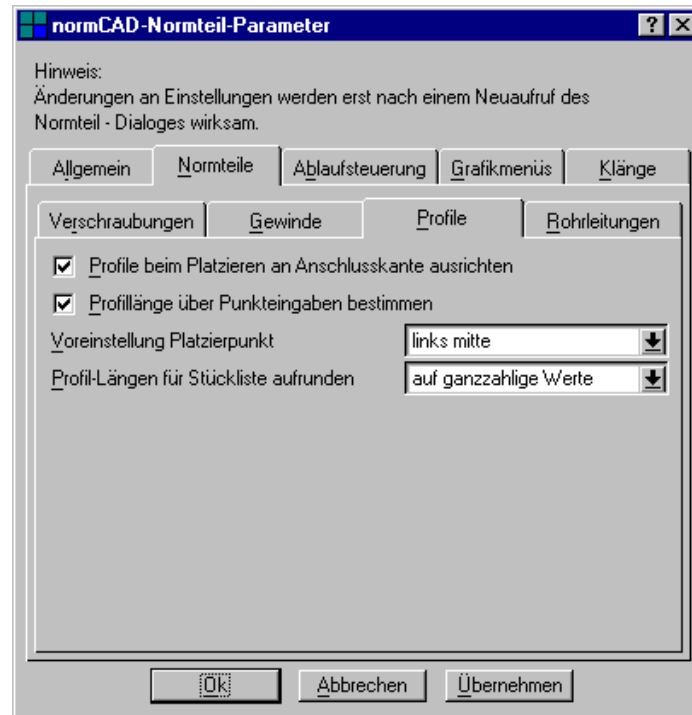 normCAD-Normteil-Parameter
Hinweis:
Änderungen an Einstellungen werden erst nach einem Neuaufruf des
Normteil - Dialoges wirksam.
Allgemein Normteile Ablaufsteuerung Grafikmenüs Klänge
Verschraubungen Gewinde Profile Rohrleitungen
Profile beim Platzieren an Anschlusskante ausrichten
Profillänge über Punkteingaben bestimmen
Voreinstellung Platzierpunkt links mitte
Profil-Längen für Stückliste aufrunden auf ganzzahlige Werte
Ok Abbrechen Übernehmen